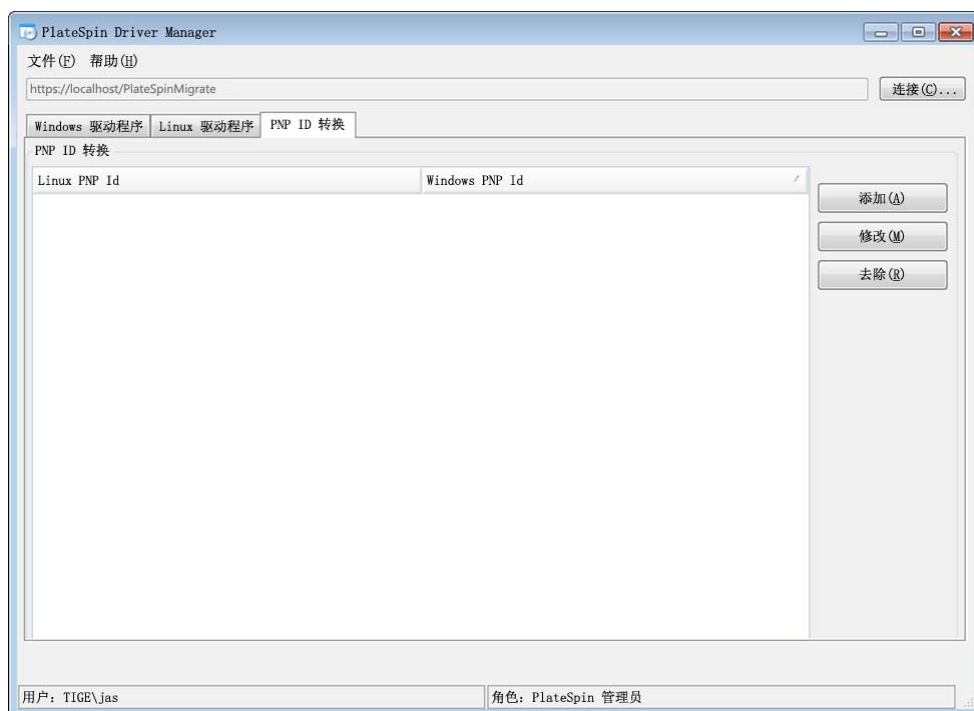 PlateSpin Driver Manager
文件(F) 帮助(H)
https://localhost/PlateSpinMigrate
连接(C)...
Windows 驱动程序 Linux 驱动程序 PNP ID 转换
PNP ID 转换
Linux PNP Id Windows PNP Id
添加(A)
修改(M)
去除(R)
用户: TIGE\jas 角色: PlateSpin 管理员